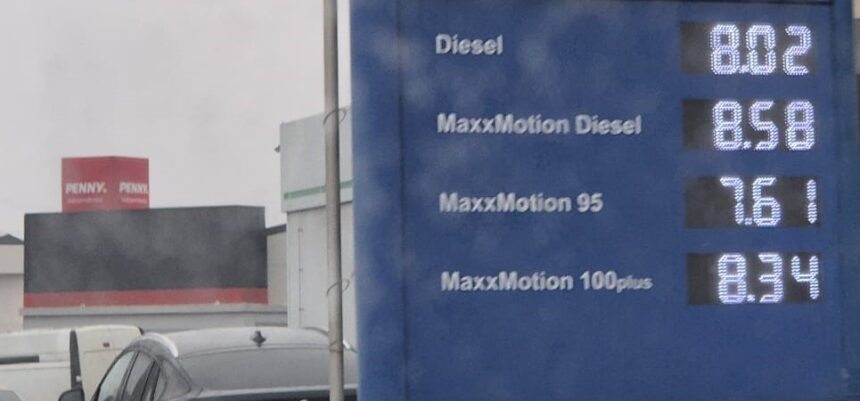 PENNY. PENNY.
Diesel 8.02
MaxxMotion Diesel 8.58
MaxxMotion 95 7.61
MaxxMotion 100plus 8.34